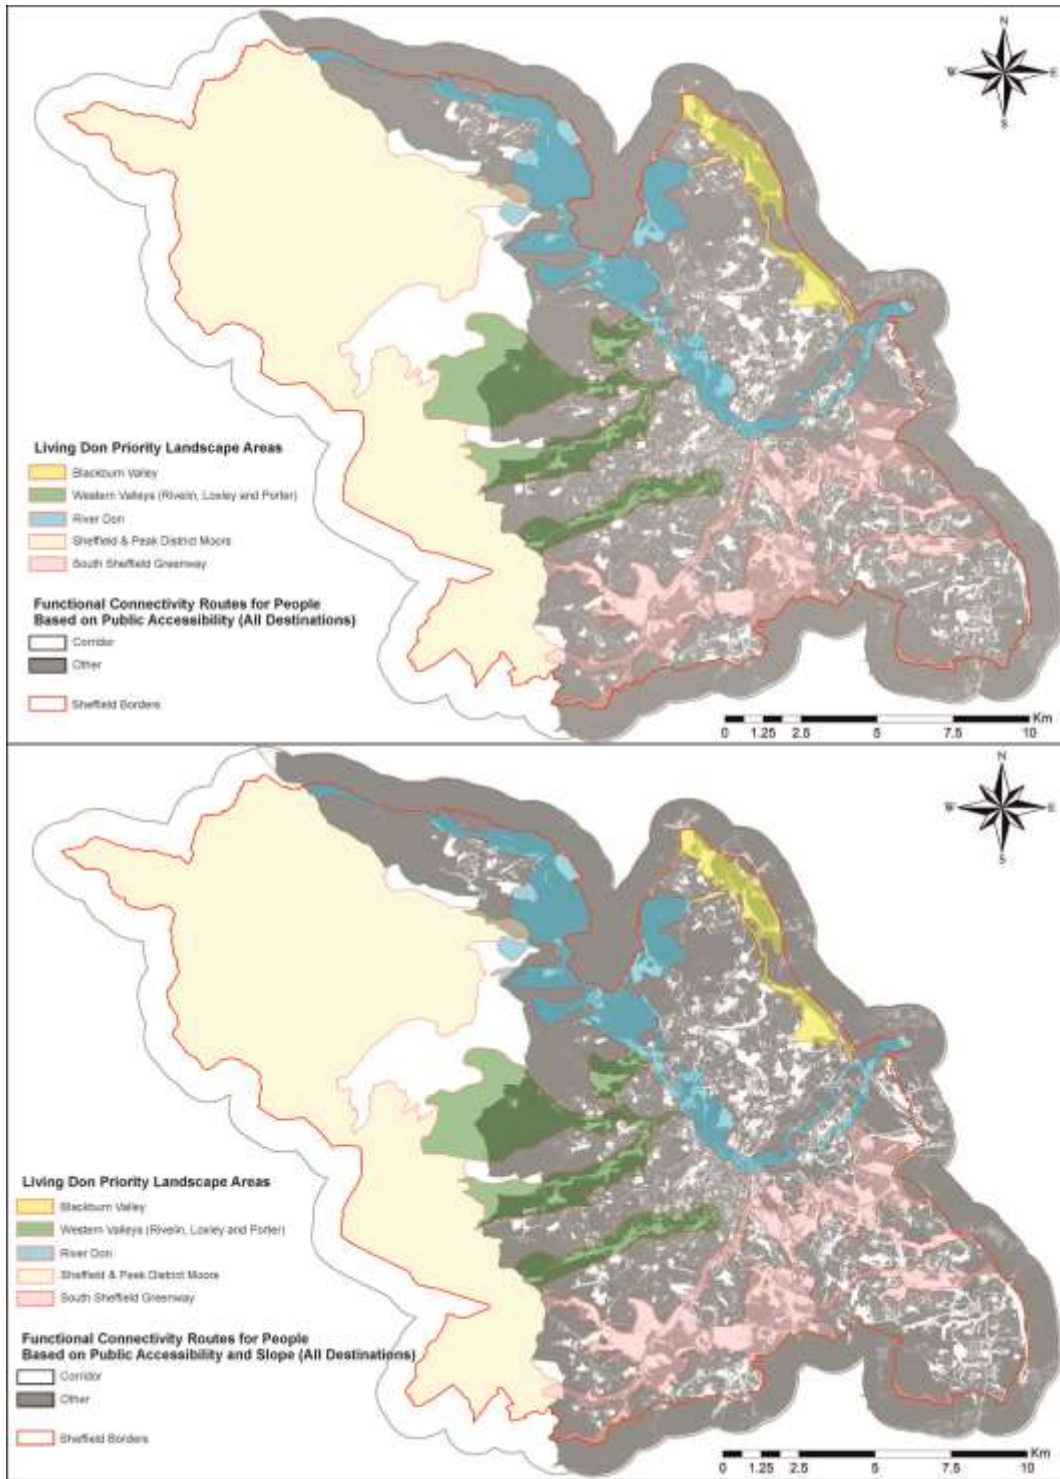 N
W
E
S
Living Don Priority Landscape Areas
Blackburn Valley
Western Valleys (Rivelin, Loxley and Porter)
River Don
Sheffield & Peak District Moors
South Sheffield Greenway
Functional Connectivity Routes for People
Based on Public Accessibility (All Destinations)
Corridor
Other
Sheffield Borders
Km
0 1.25 2.5 5 7.5 10
N
W
E
S
Living Don Priority Landscape Areas
Blackburn Valley
Western Valleys (Rivelin, Loxley and Porter)
River Don
Sheffield & Peak District Moors
South Sheffield Greenway
Functional Connectivity Routes for People
Based on Public Accessibility and Slope (All Destinations)
Corridor
Other
Sheffield Borders
Km
0 1.25 2.5 5 7.5 10